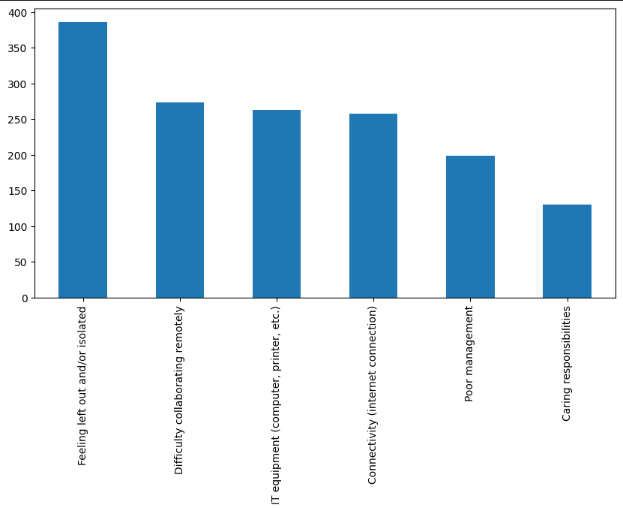 400
350
300
250
200
150
100
50
0
Feeling left out and/or isolated
Difficulty collaborating remotely
IT equipment (computer, printer, etc.)
Connectivity (internet connection)
Poor management
Caring responsibilities